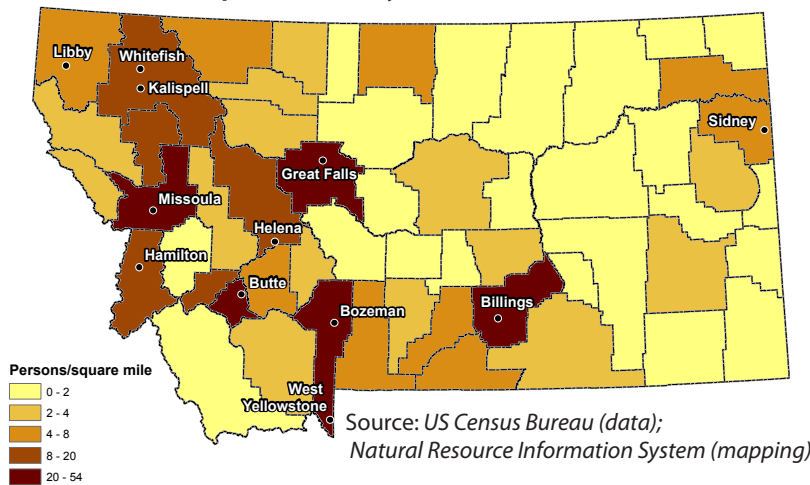 Libby
Whitefish
Kalispell
Sidney
Great Falls
Missoula
Helena
Hamilton
Butte
Billings
Bozeman
West
Yellowstone
Persons/square mile
0 - 2
2 - 4
4 - 8
8 - 20
20 - 54
Source: US Census Bureau (data);
Natural Resource Information System (mapping)